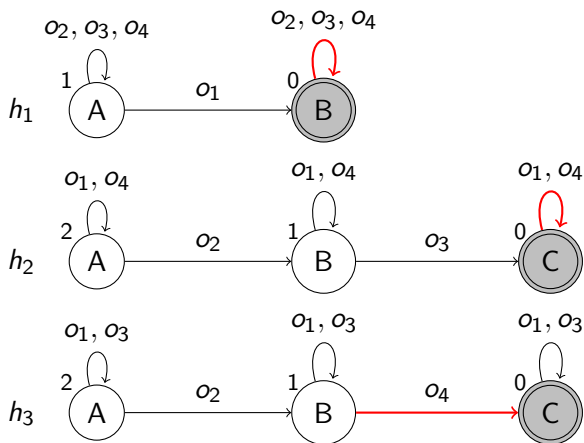 o₂, o₃, o₄ o₂, o₃, o₄
1 0
h₁ A o₁ B
o₁, o₄ o₁, o₄ o₁, o₄
2 1 0
h₂ A o₂ B o₃ C
o₁, o₃ o₁, o₃ o₁, o₃
2 1 0
h₃ A o₂ B o₄ C